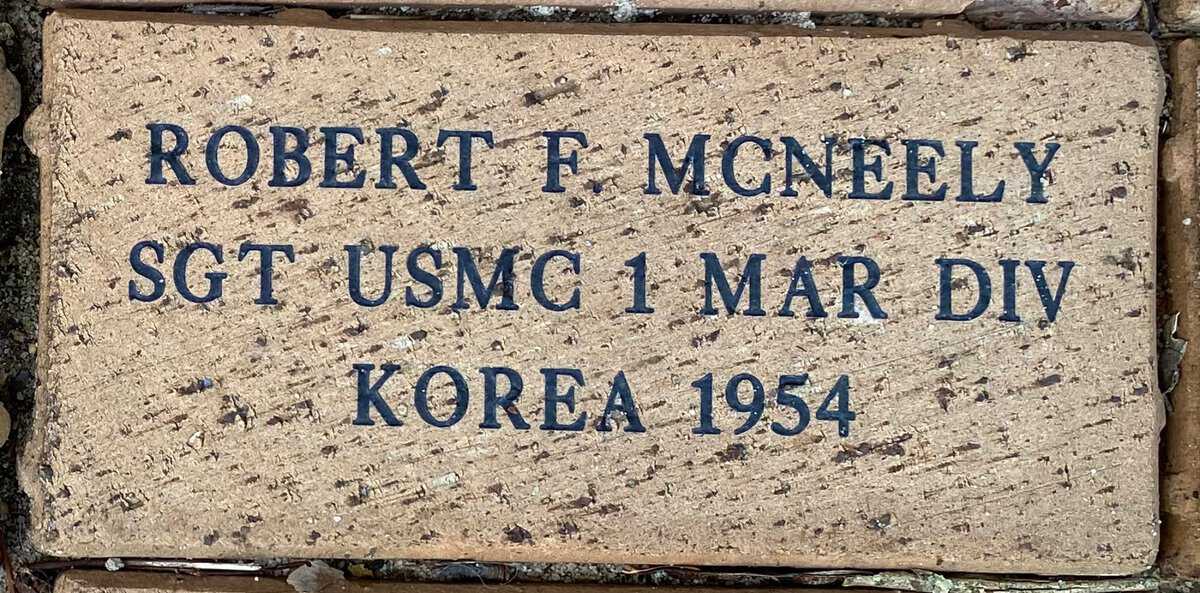 ROBERT F. MCNEELY
SGT USMC 1 MAR DIV
KOREA 1954